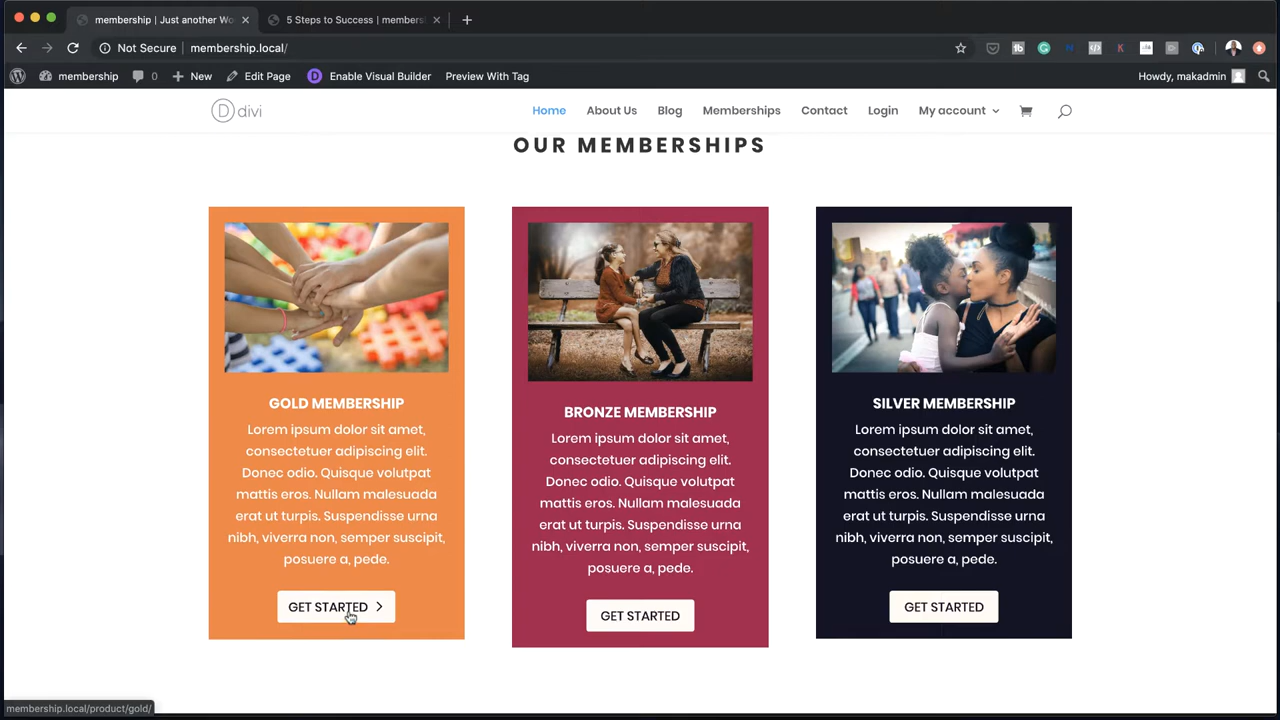 membership | Just another Wo
5 Steps to Success | members
Not Secure | membership.local/
membership 0 New Edit Page Enable Visual Builder Preview With Tag Howdy, makadmin
D divi Home About Us Blog Memberships Contact Login My account
OUR MEMBERSHIPS
GOLD MEMBERSHIP
Lorem ipsum dolor sit amet,
consectetuer adipiscing elit.
Donec odio. Quisque volutpat
mattis eros. Nullam malesuada
erat ut turpis. Suspendisse urna
nibh, viverra non, semper suscipit,
posuere a, pede.
GET STARTED
BRONZE MEMBERSHIP
Lorem ipsum dolor sit amet,
consectetuer adipiscing elit.
Donec odio. Quisque volutpat
mattis eros. Nullam malesuada
erat ut turpis. Suspendisse urna
nibh, viverra non, semper suscipit,
posuere a, pede.
GET STARTED
SILVER MEMBERSHIP
Lorem ipsum dolor sit amet,
consectetuer adipiscing elit.
Donec odio. Quisque volutpat
mattis eros. Nullam malesuada
erat ut turpis. Suspendisse urna
nibh, viverra non, semper suscipit,
posuere a, pede.
GET STARTED
membership.local/product/gold/